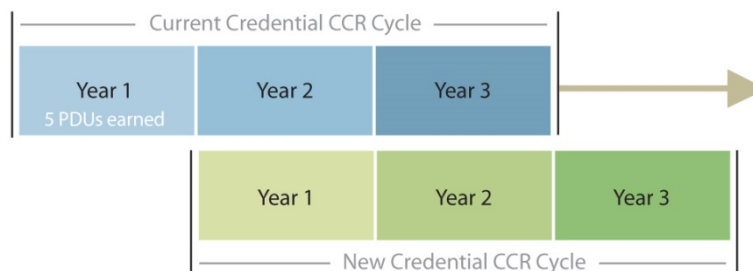 Current Credential CCR Cycle
Year 1
5 PDUs earned
Year 2
Year 3
Year 1
Year 2
Year 3
New Credential CCR Cycle